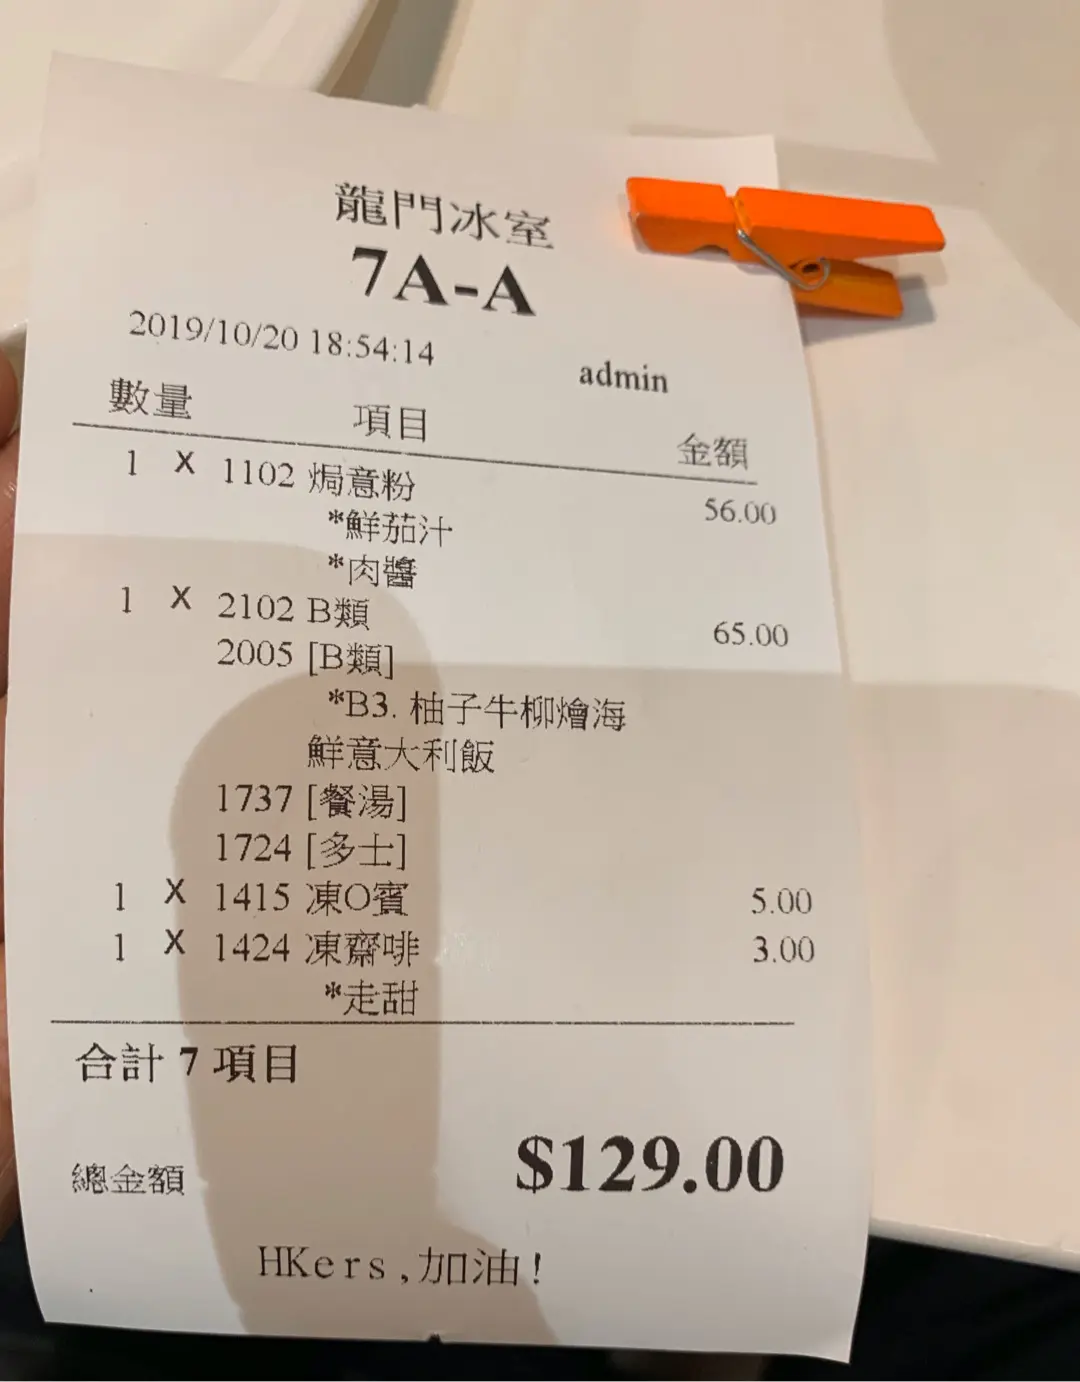 龍門冰室
7A-A
2019/10/20 18:54:14 admin
數量 項目 金額
1 X 1102 焗意粉 56.00
*鮮茄汁
*肉醬
1 X 2102 B類 65.00
2005 [B類]
*B3. 柚子牛柳燴海
鮮意大利飯
1737 [餐湯]
1724 [多士]
1 X 1415 凍O賓 5.00
1 X 1424 凍齋啡 3.00
*走甜
合計 7 項目
總金額 $129.00
HKers,加油!